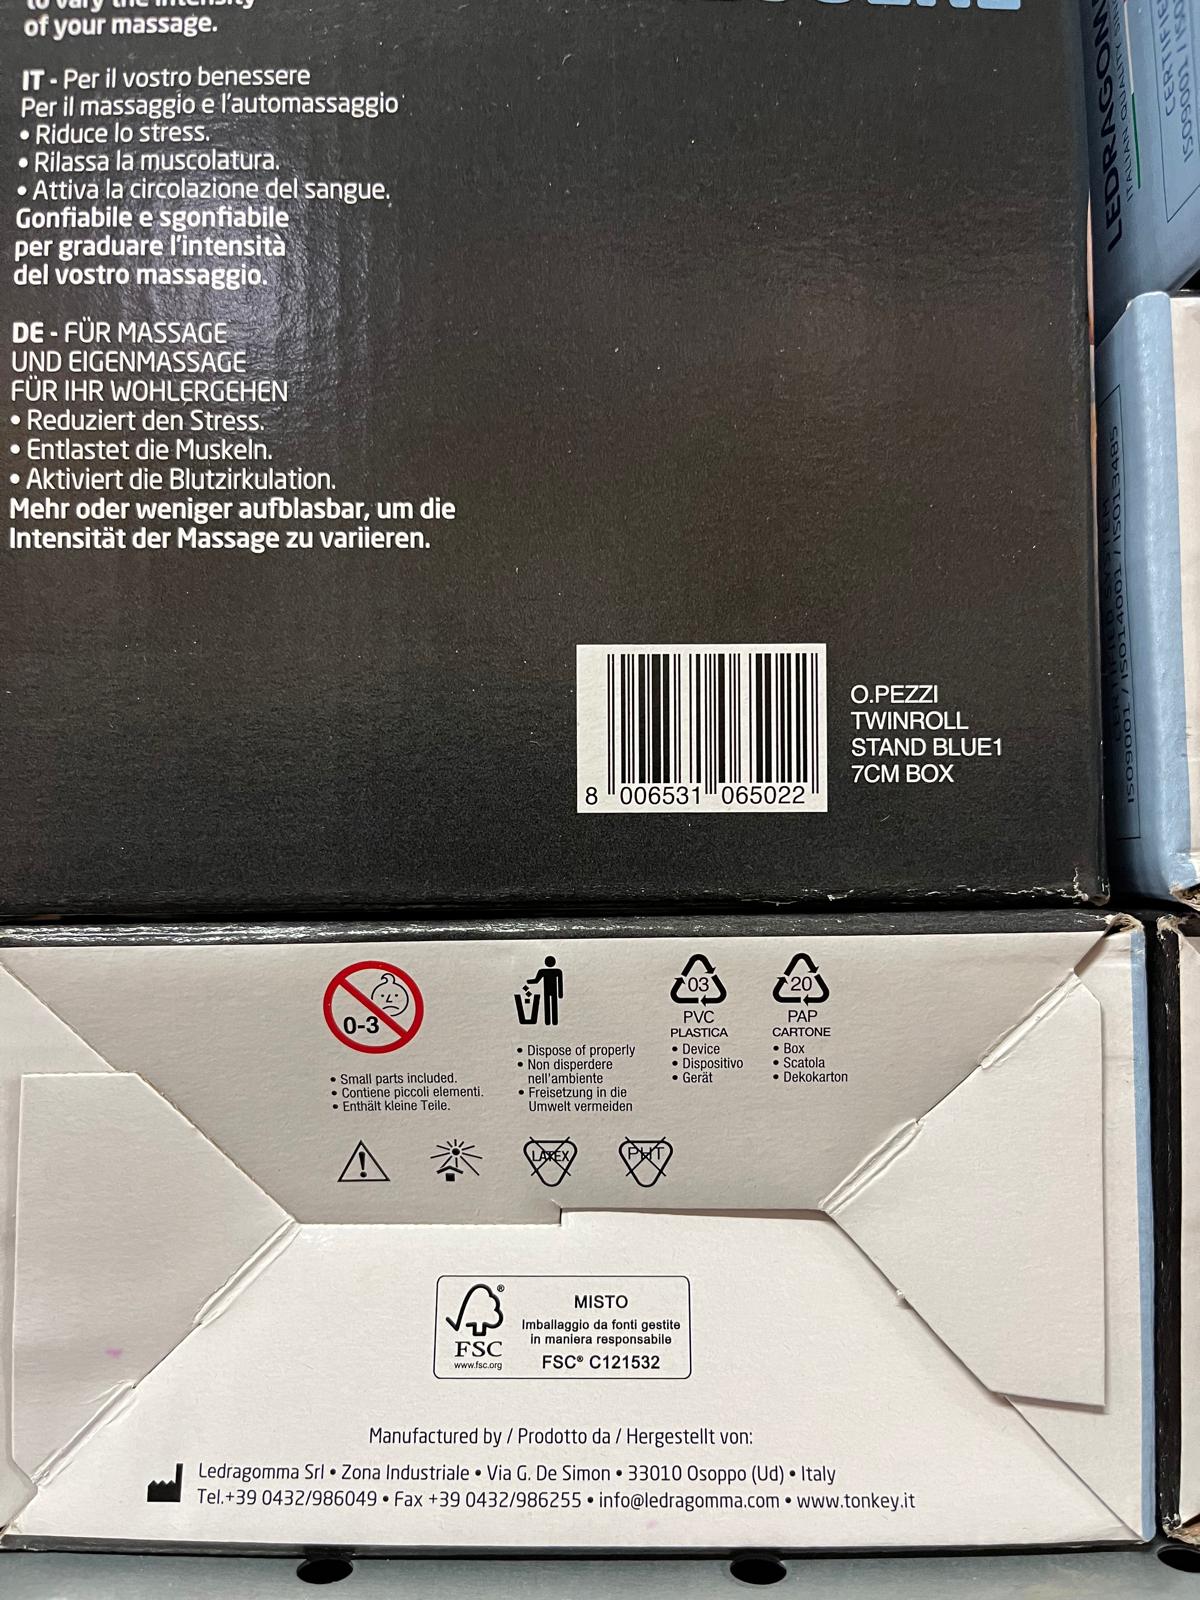 to vary the intensity
of your massage.
IT - Per il vostro benessere
Per il massaggio e l'automassaggio
• Riduce lo stress.
• Rilassa la muscolatura.
• Attiva la circolazione del sangue.
Gonfiabile e sgonfiabile
per graduare l'intensità
del vostro massaggio.
DE - FÜR MASSAGE
UND EIGENMASSAGE
FÜR IHR WOHLERGEHEN
• Reduziert den Stress.
• Entlastet die Muskeln.
• Aktiviert die Blutzirkulation.
Mehr oder weniger aufblasbar, um die
Intensität der Massage zu variieren.
8 006531 065022
O.PEZZI
TWINROLL
STAND BLUE1
7CM BOX
LEDRAGOMMA
ITALIAN QUALITY
CERTIFIED SYSTEM
ISO9001 / ISO14001 / ISO13485
0-3
• Small parts included.
• Contiene piccoli elementi.
• Enthält kleine Teile.
• Dispose of properly
• Non disperdere
nell'ambiente
• Freisetzung in die
Umwelt vermeiden
03
PVC
PLASTICA
• Device
• Dispositivo
• Gerät
20
PAP
CARTONE
• Box
• Scatola
• Dekokarton
LATEX
PHT
FSC
www.fsc.org
MISTO
Imballaggio da fonti gestite
in maniera responsabile
FSC® C121532
Manufactured by / Prodotto da / Hergestellt von:
Ledragomma Srl • Zona Industriale • Via G. De Simon • 33010 Osoppo (Ud) • Italy
Tel.+39 0432/986049 • Fax +39 0432/986255 • info@ledragomma.com • www.tonkey.it